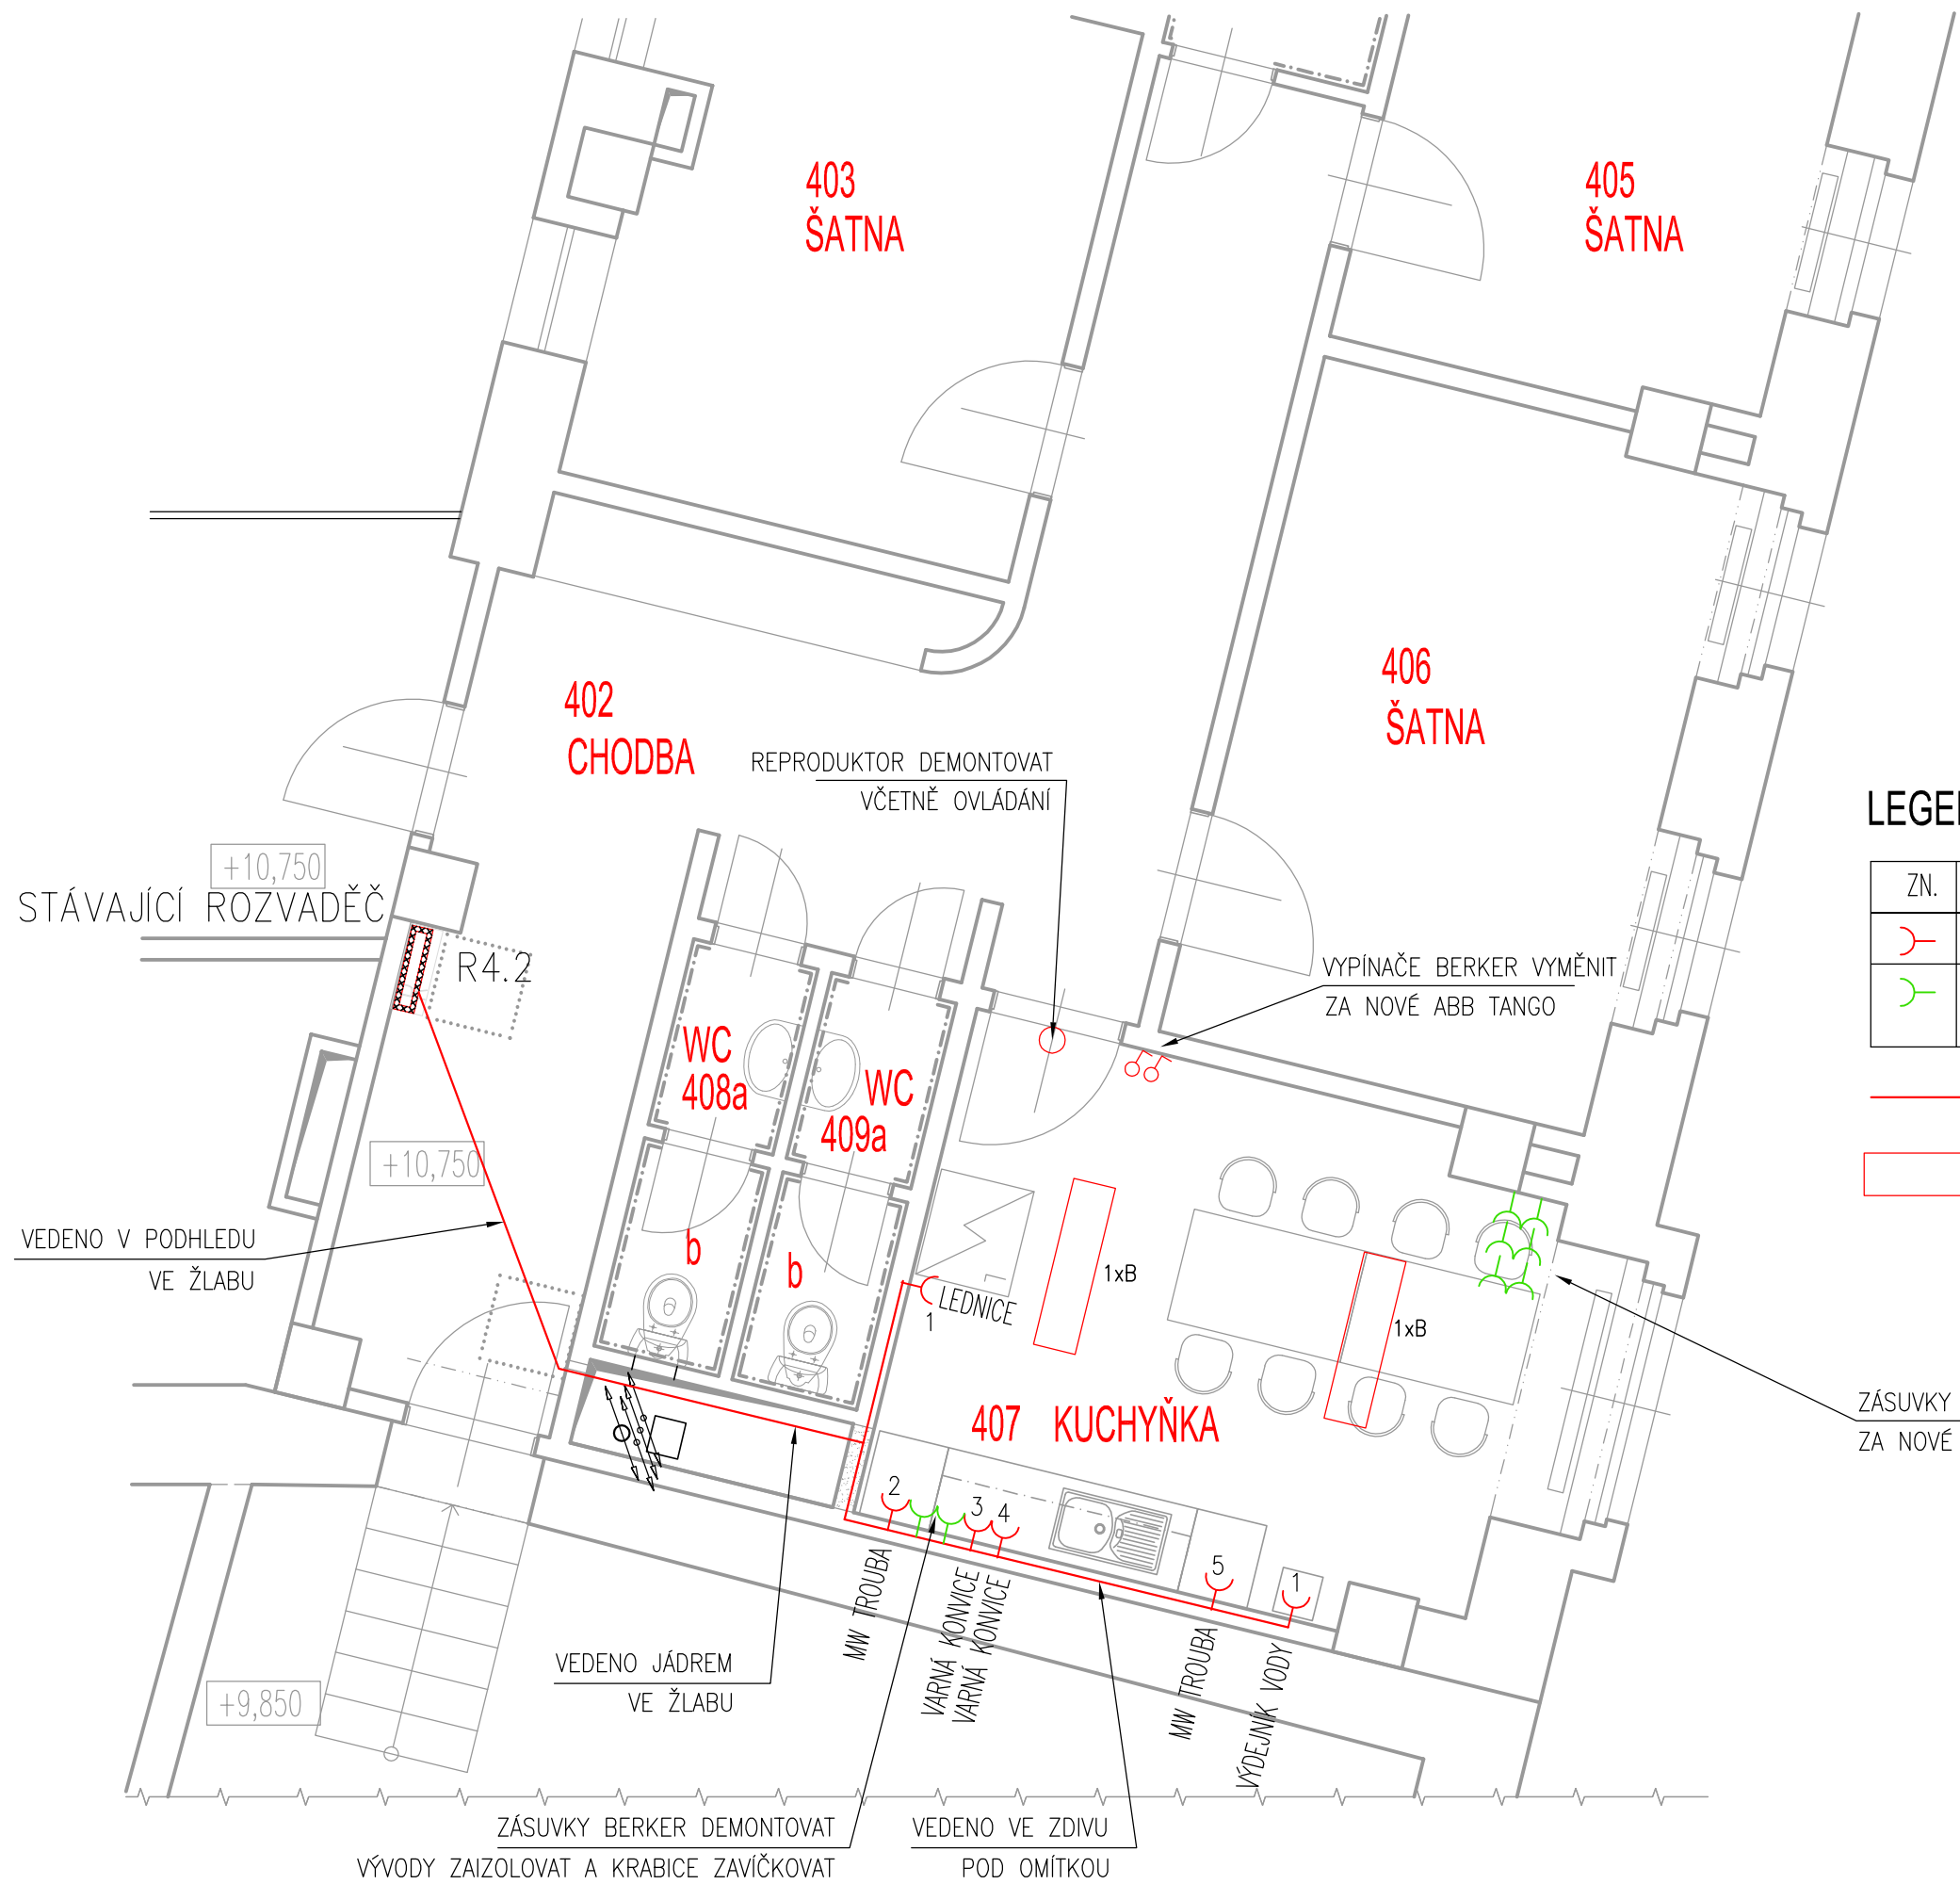 403
ŠATNA
405
ŠATNA
406
ŠATNA
402
CHODBA
REPRODUKTOR DEMONTOVAT
VČETNĚ OVLÁDÁNÍ
+10,750
STÁVAJÍCÍ ROZVADĚČ
R4.2
ZN.
VYPÍNAČE BERKER VYMĚNIT
ZA NOVÉ ABB TANGO
WC
408a
WC
409a
+10,750
VEDENO V PODHLEDU
VE ŽLABU
b
b
1xB
LEDNICE
1
1xB
ZÁSUVKY
ZA NOVÉ
407 KUCHYŇKA
2
3
4
5
1
MW TROUBA
VARNÁ KONVICE
VARNÁ KONVICE
MW TROUBA
VÝDEJNÍK VODY
VEDENO JÁDREM
VE ŽLABU
+9,850
ZÁSUVKY BERKER DEMONTOVAT
VÝVODY ZAIZOLOVAT A KRABICE ZAVÍČKOVAT
VEDENO VE ZDIVU
POD OMÍTKOU